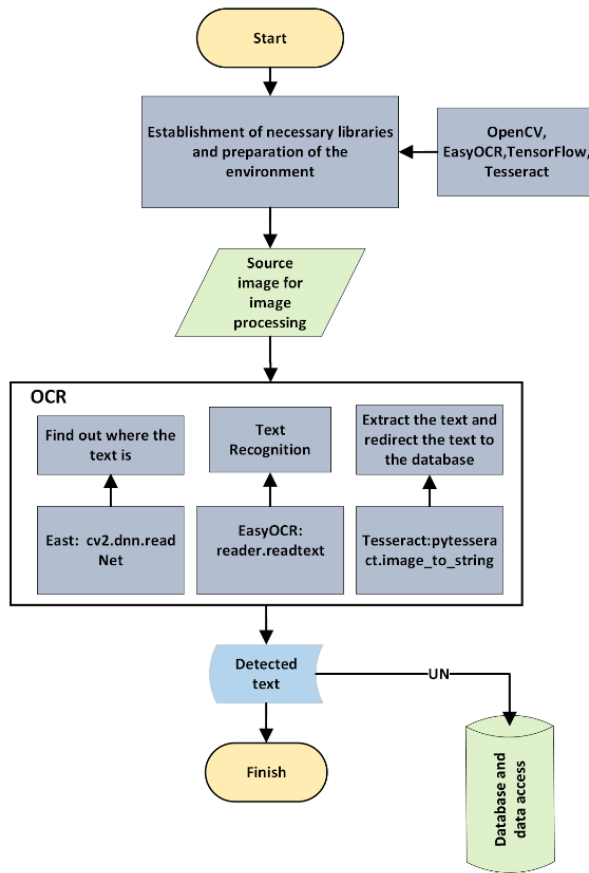 Start
Establishment of necessary libraries
and preparation of the
environment
OpenCV,
EasyOCR,TensorFlow,
Tesseract
Source
image for
image
processing
OCR
Find out where the
text is
Text
Recognition
Extract the text and
redirect the text to
the database
East: cv2.dnn.read
Net
EasyOCR:
reader.readtext
Tesseract:pytesser
act.image_to_string
Detected
text
UN
Finish
Database and
data access